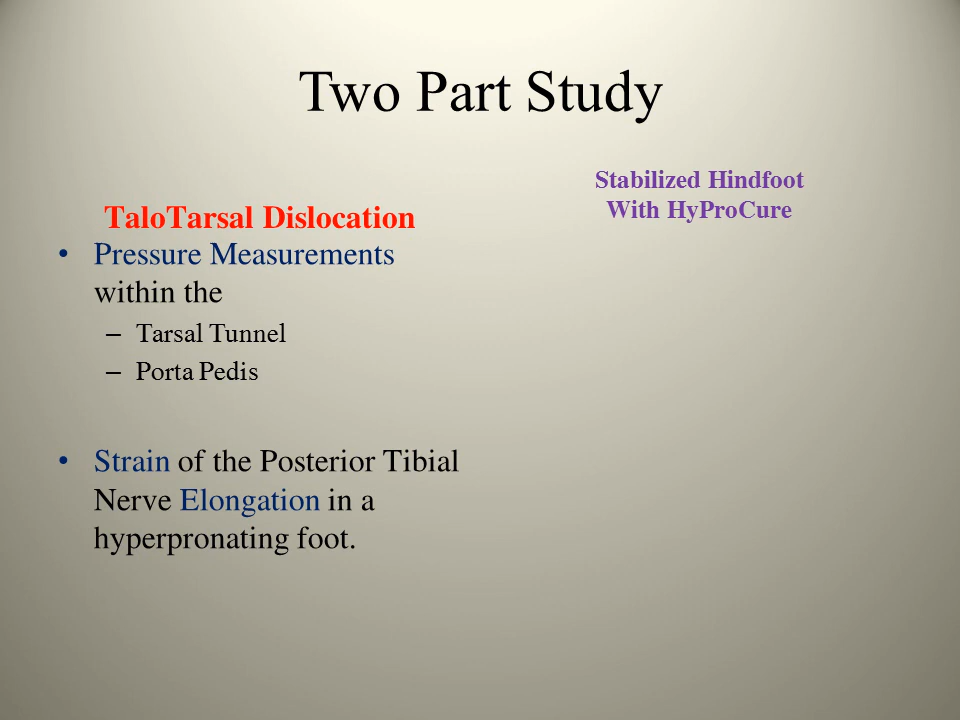 Two Part Study
TaloTarsal Dislocation
• Pressure Measurements
within the
– Tarsal Tunnel
– Porta Pedis
• Strain of the Posterior Tibial
Nerve Elongation in a
hyperpronating foot.
Stabilized Hindfoot
With HyProCure